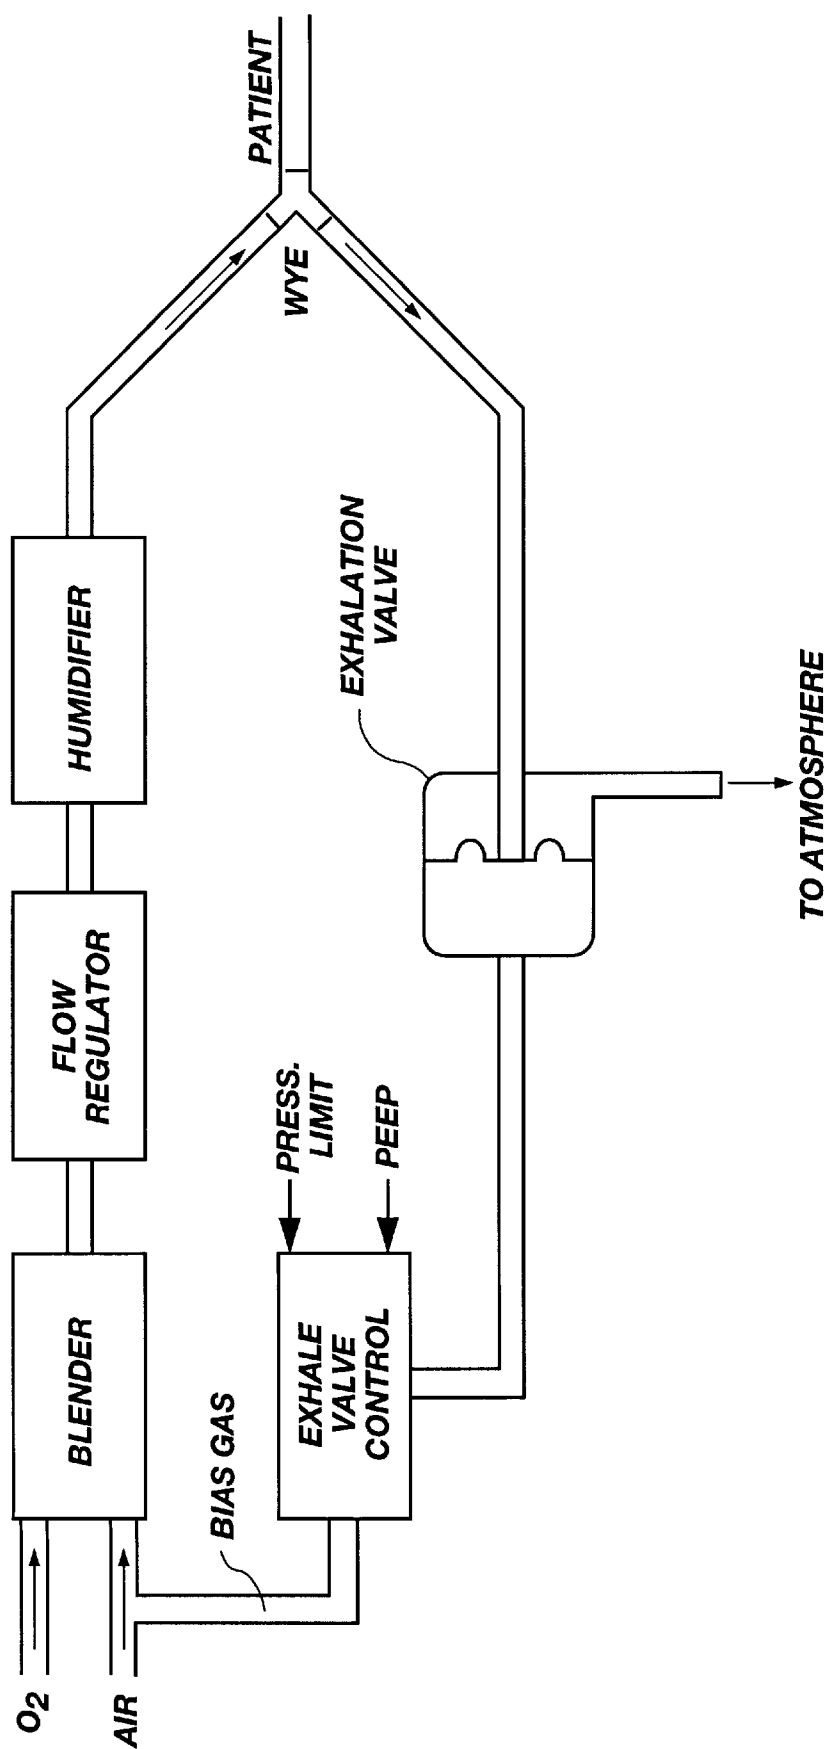 O2
AIR
BLENDER
FLOW
REGULATOR
HUMIDIFIER
PATIENT
WYE
BIAS GAS
EXHALE
VALVE
CONTROL
PRESS.
LIMIT
PEEP
EXHALATION
VALVE
TO ATMOSPHERE